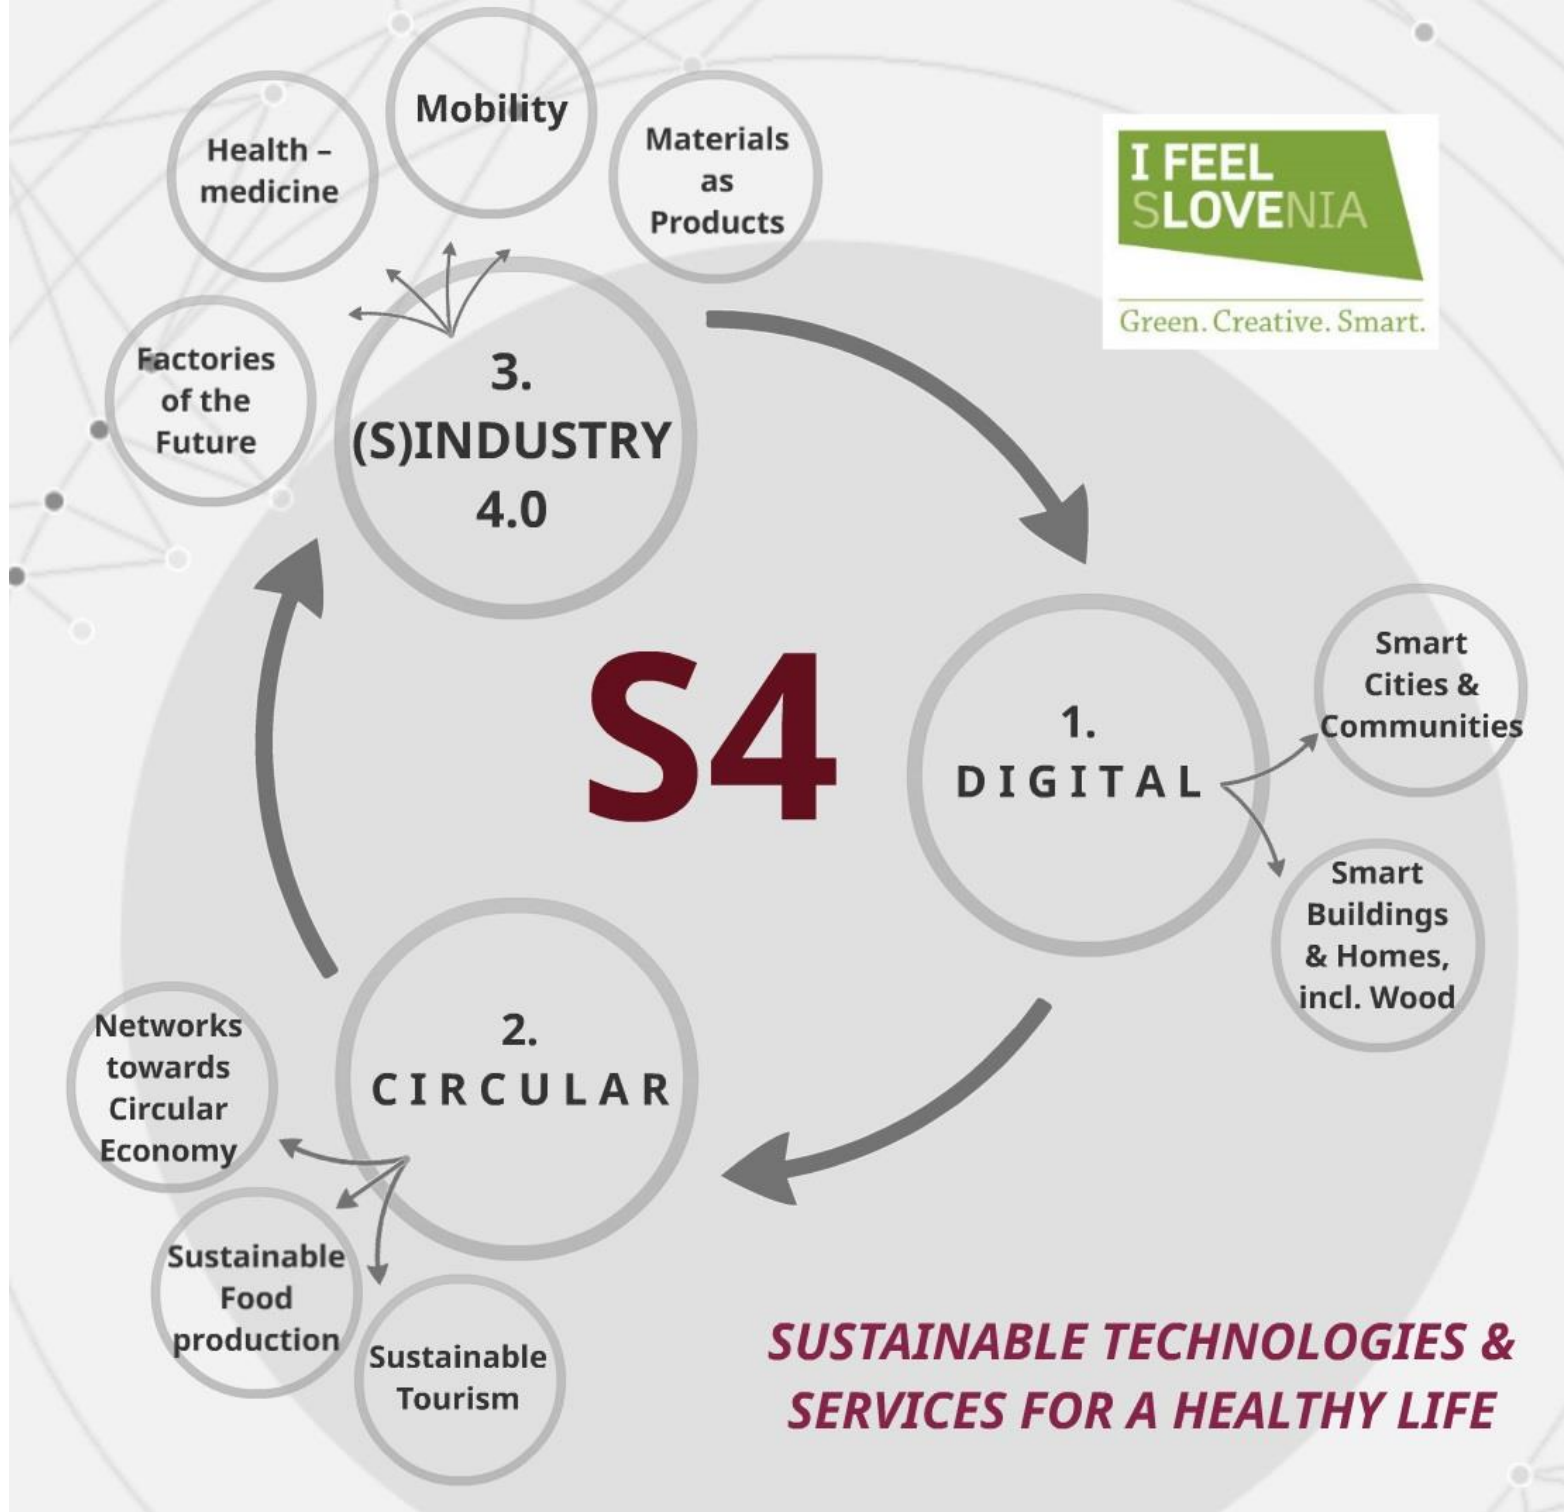 Mobility
Health –
medicine
Materials
as
Products
I FEEL
SLOVENIA
Green. Creative. Smart.
Factories
of the
Future
3.
(S)INDUSTRY
4.0
S4
1.
DIGITAL
Smart
Cities &
Communities
Smart
Buildings
& Homes,
incl. Wood
2.
CIRCULAR
Networks
towards
Circular
Economy
Sustainable
Food
production
Sustainable
Tourism
SUSTAINABLE TECHNOLOGIES &
SERVICES FOR A HEALTHY LIFE